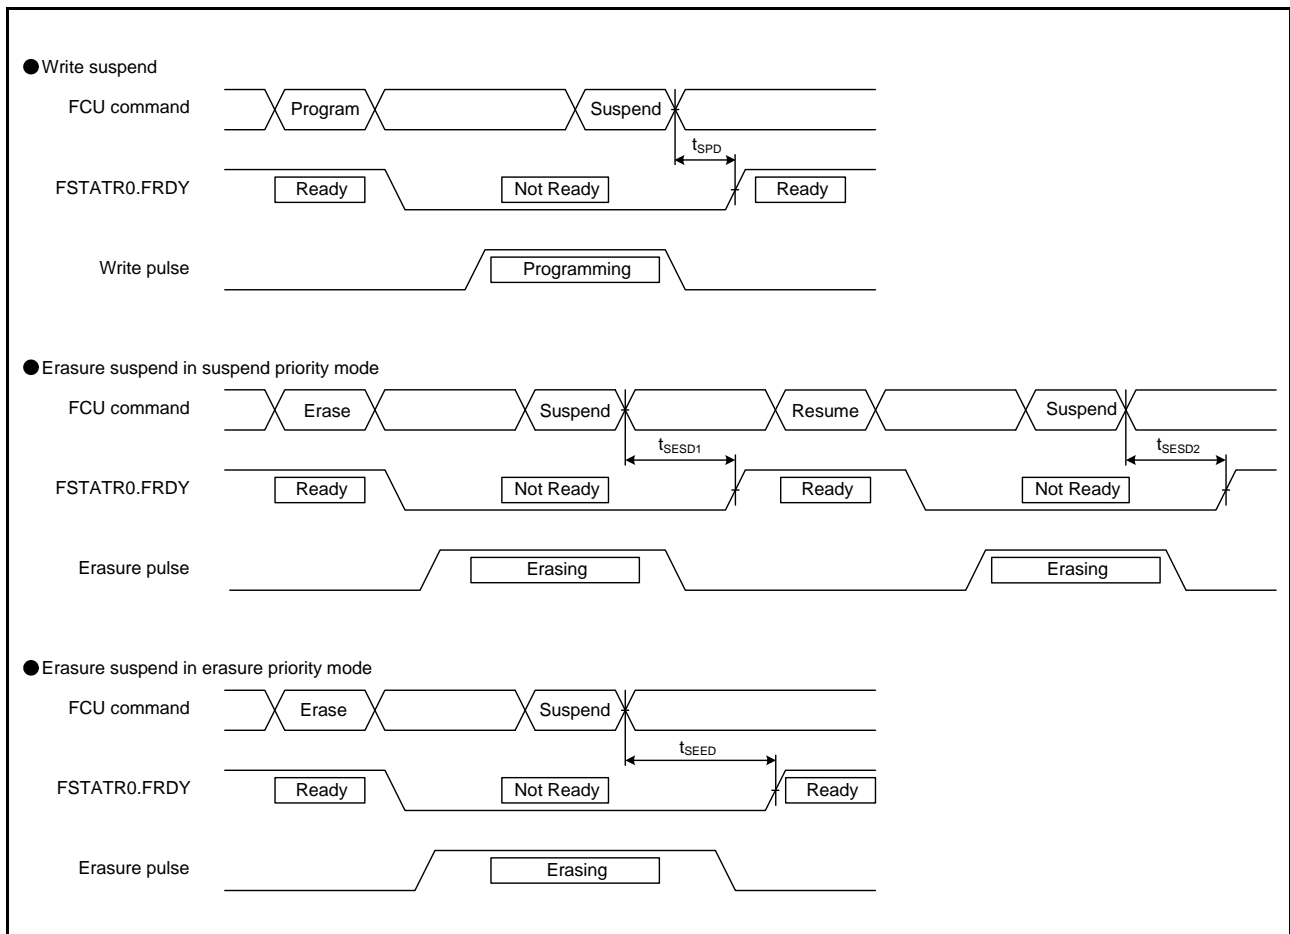 ● Write suspend
FCU command Program Suspend
tSPD
FSTATR0.FRDY Ready Not Ready Ready
Write pulse Programming
● Erasure suspend in suspend priority mode
FCU command Erase Suspend Resume Suspend
tSESD1 tSESD2
FSTATR0.FRDY Ready Not Ready Ready Not Ready
Erasure pulse Erasing Erasing
● Erasure suspend in erasure priority mode
FCU command Erase Suspend
tSEED
FSTATR0.FRDY Ready Not Ready Ready
Erasure pulse Erasing